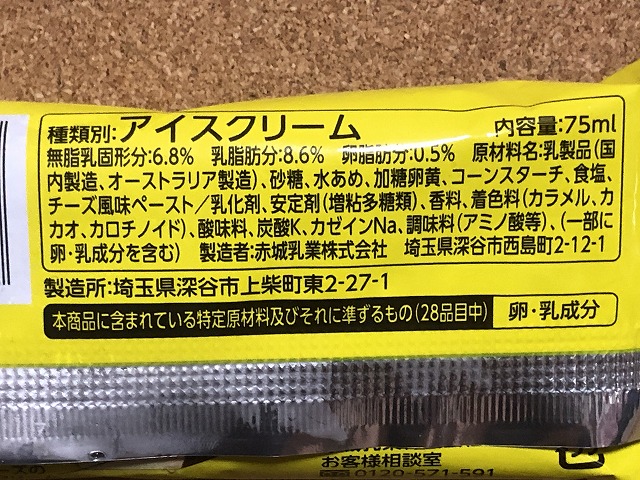 種類別:アイスクリーム 内容量:75ml
無脂乳固形分:6.8% 乳脂肪分:8.6% 卵脂肪分:0.5% 原材料名:乳製品(国
内製造、オーストラリア製造)、砂糖、水あめ、加糖卵黄、コーンスターチ、食塩、
チーズ風味ペースト/乳化剤、安定剤(増粘多糖類)、香料、着色料(カラメル、カ
カオ、カロチノイド)、酸味料、炭酸K、カゼインNa、調味料(アミノ酸等)、(一部に
卵・乳成分を含む) 製造者:赤城乳業株式会社 埼玉県深谷市西島町2-12-1
製造所:埼玉県深谷市上柴町東2-27-1
本商品に含まれている特定原材料及びそれに準ずるもの(28品目中) 卵・乳成分
お客様相談室
0120-571-591